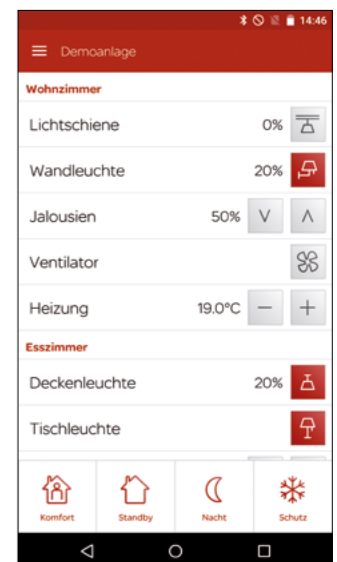 14:46
Demoanlage
Wohnzimmer
Lichtschiene 0%
Wandleuchte 20%
Jalousien 50%
Ventilator
Heizung 19.0°C
Esszimmer
Deckenleuchte 20%
Tischleuchte
Komfort Standby Nacht Schutz